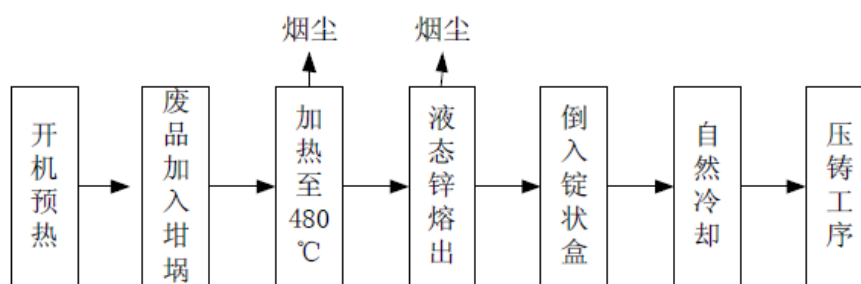 烟尘
烟尘
开机预热
废品加入坩埚
加热至480℃
液态锌熔出
倒入锭状盒
自然冷却
压铸工序